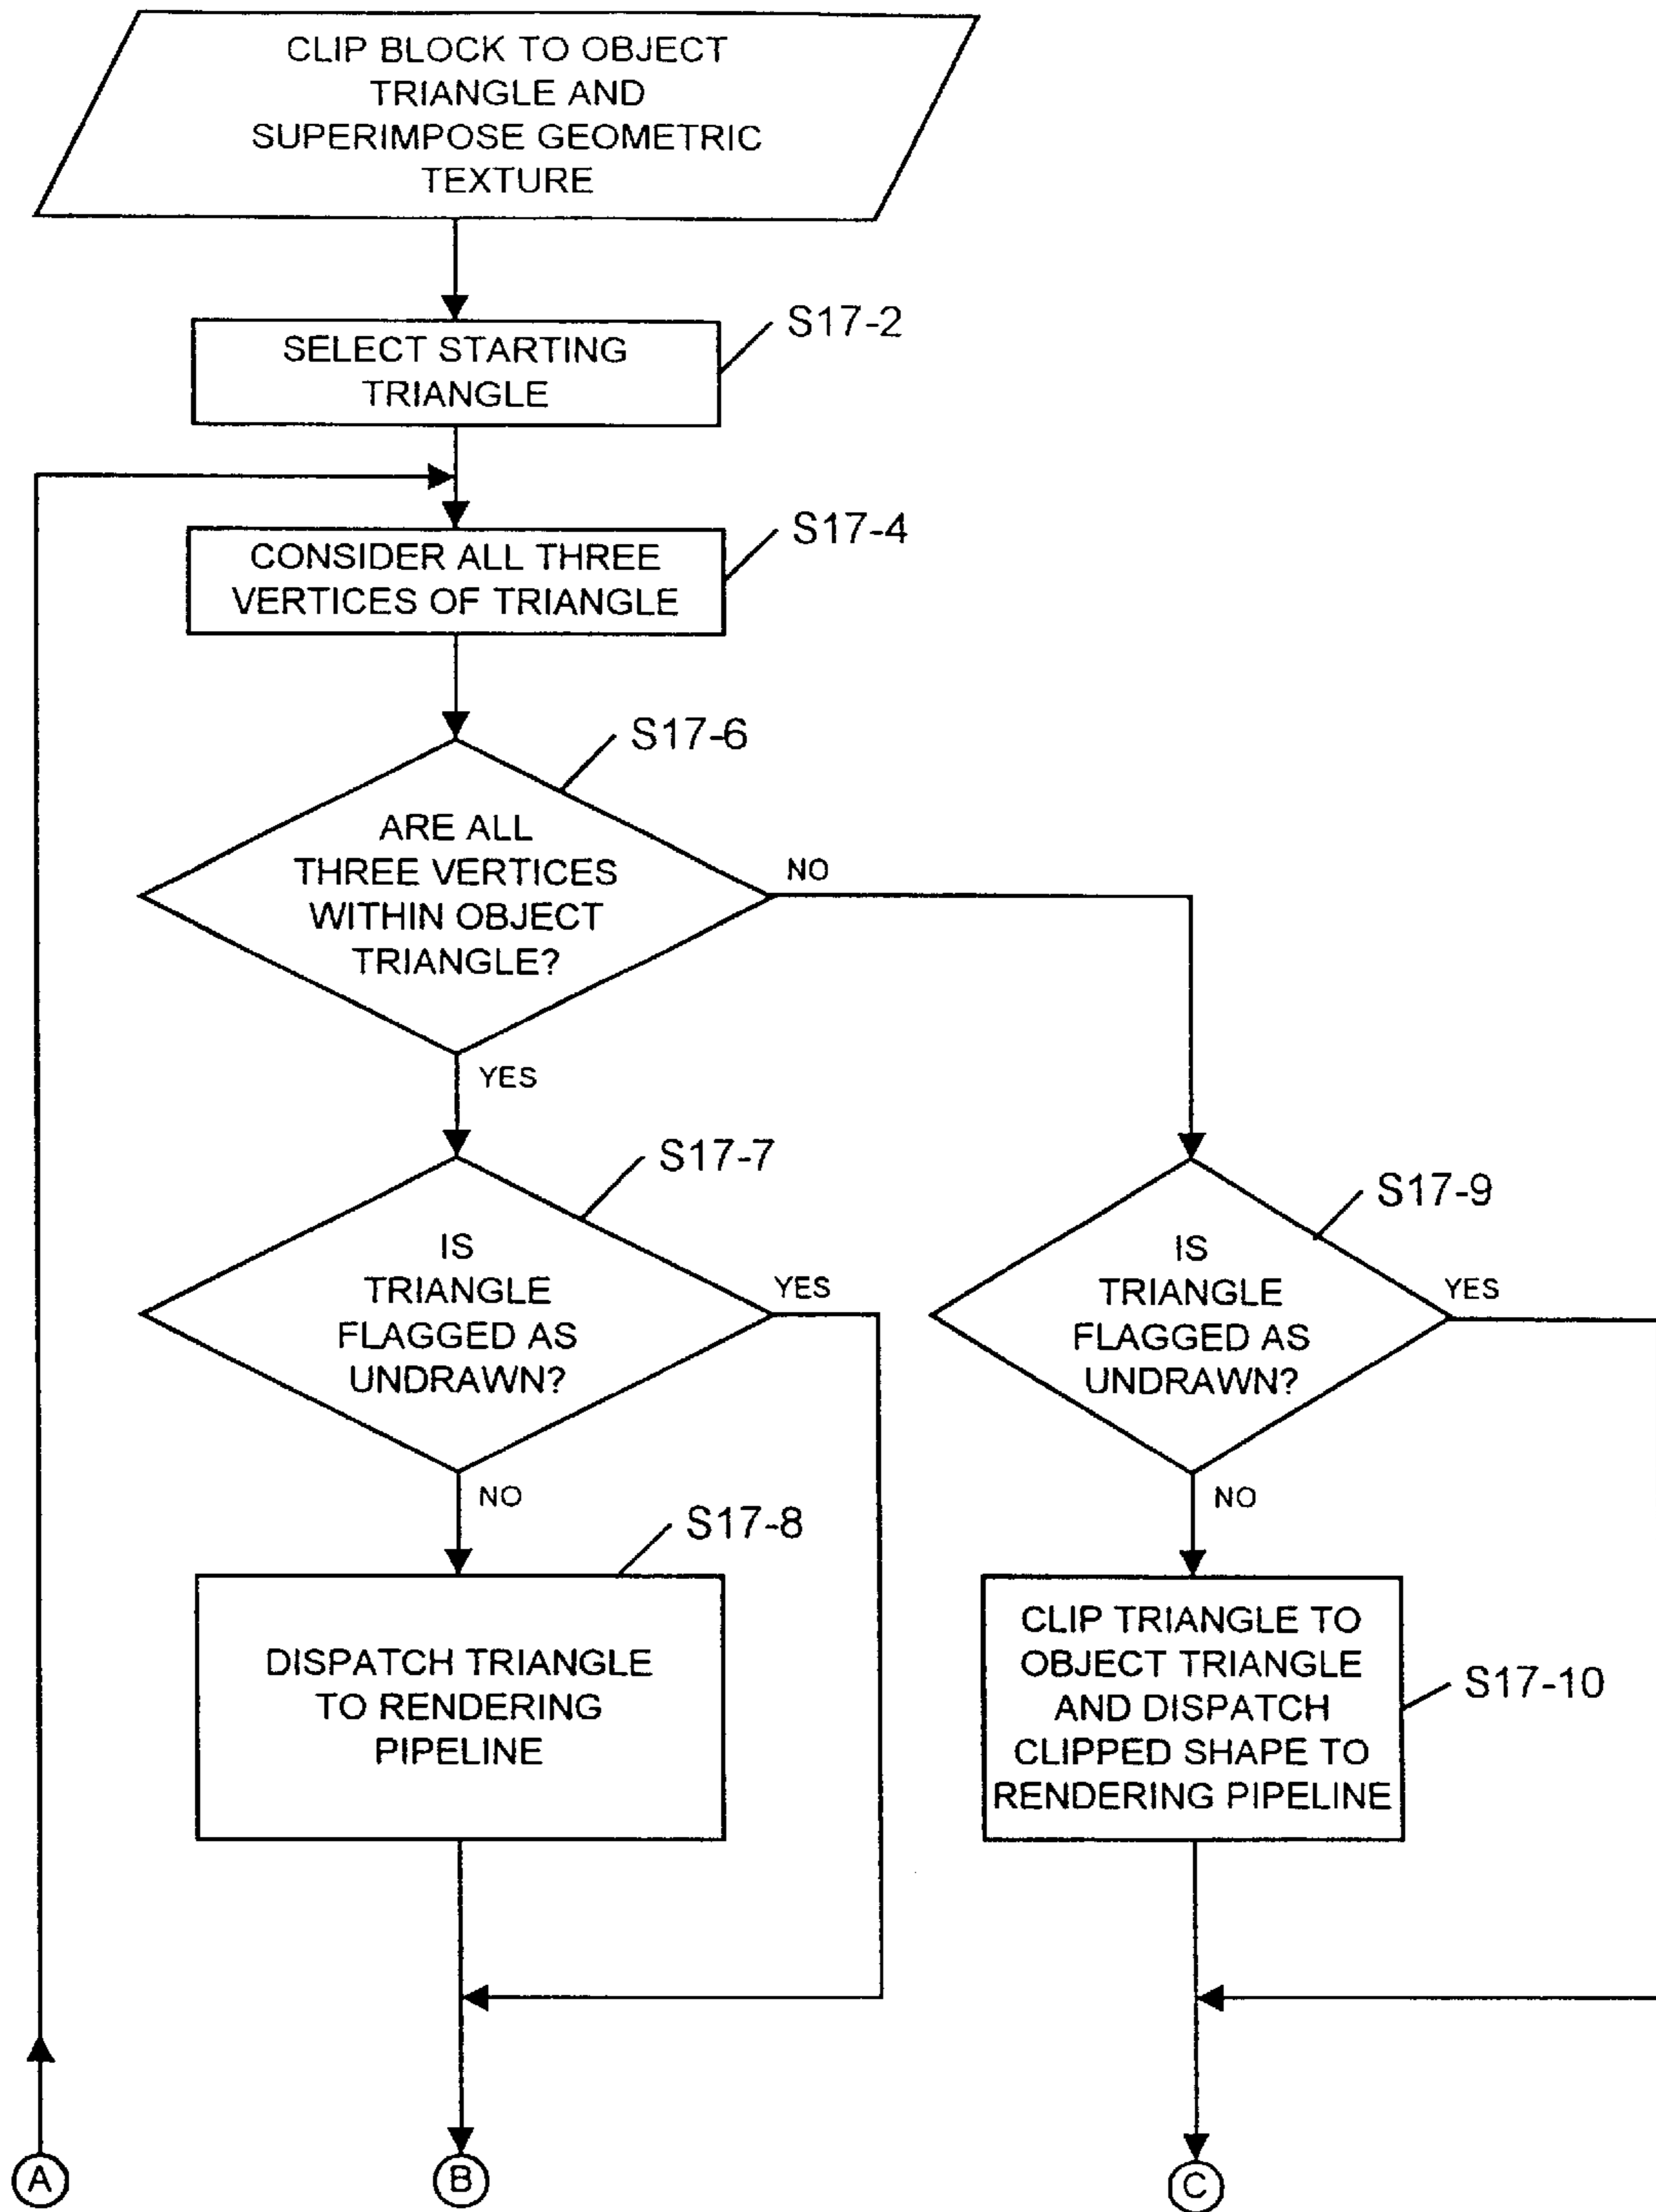 CLIP BLOCK TO OBJECT
TRIANGLE AND
SUPERIMPOSE GEOMETRIC
TEXTURE
S17-2
SELECT STARTING
TRIANGLE
S17-4
CONSIDER ALL THREE
VERTICES OF TRIANGLE
S17-6
ARE ALL
THREE VERTICES
WITHIN OBJECT
TRIANGLE?
NO
YES
S17-7
IS
TRIANGLE
FLAGGED AS
UNDRAWN?
YES
NO
S17-9
IS
TRIANGLE
FLAGGED AS
UNDRAWN?
YES
NO
S17-8
DISPATCH TRIANGLE
TO RENDERING
PIPELINE
CLIP TRIANGLE TO
OBJECT TRIANGLE
AND DISPATCH
CLIPPED SHAPE TO
RENDERING PIPELINE
S17-10
A
B
C